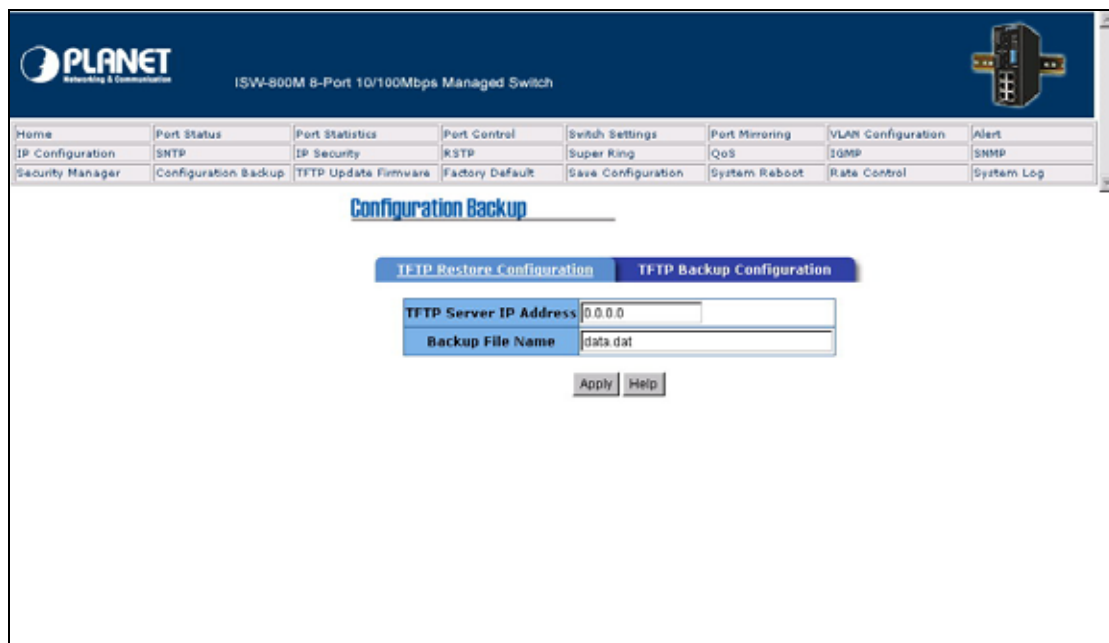 PLANET
Networking & Communication
ISW-800M 8-Port 10/100Mbps Managed Switch
Home Port Status Port Statistics Port Control Switch Settings Port Mirroring VLAN Configuration Alert
IP Configuration SNTP IP Security RSTP Super Ring QoS IGMP SNMP
Security Manager Configuration Backup TFTP Update Firmware Factory Default Save Configuration System Reboot Rate Control System Log
Configuration Backup
TFTP Restore Configuration TFTP Backup Configuration
TFTP Server IP Address 0.0.0.0
Backup File Name data.dat
Apply Help